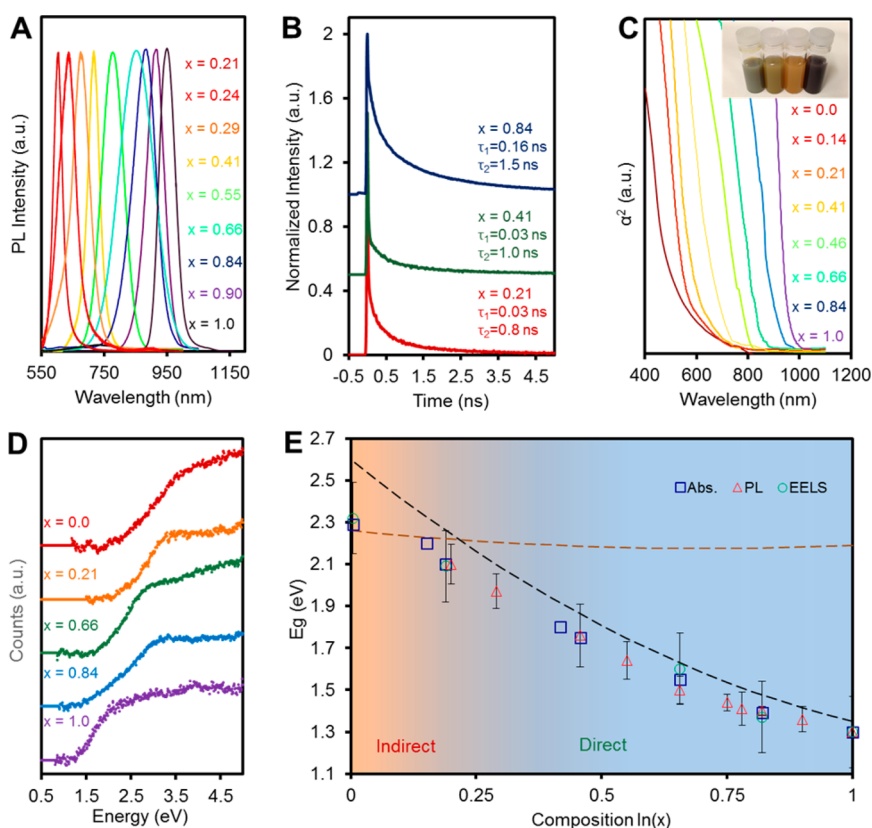 A
PL Intensity (a.u.)
x = 0.21
x = 0.24
x = 0.29
x = 0.41
x = 0.55
x = 0.66
x = 0.84
x = 0.90
x = 1.0
550 750 950 1150
Wavelength (nm)
B
Normalized Intensity (a.u.)
2
1.6
1.2
0.8
0.4
0
x = 0.84
τ1=0.16 ns
τ2=1.5 ns
x = 0.41
τ1=0.03 ns
τ2=1.0 ns
x = 0.21
τ1=0.03 ns
τ2=0.8 ns
-0.5 0.5 1.5 2.5 3.5 4.5
Time (ns)
C
α² (a.u.)
x = 0.0
x = 0.14
x = 0.21
x = 0.41
x = 0.46
x = 0.66
x = 0.84
x = 1.0
400 600 800 1000 1200
Wavelength (nm)
D
Counts (a.u.)
x = 0.0
x = 0.21
x = 0.66
x = 0.84
x = 1.0
0.5 1.5 2.5 3.5 4.5
Energy (eV)
E
Eg (eV)
2.7
2.5
2.3
2.1
1.9
1.7
1.5
1.3
1.1
Abs. PL EELS
Indirect Direct
0 0.25 0.5 0.75 1
Composition In(x)